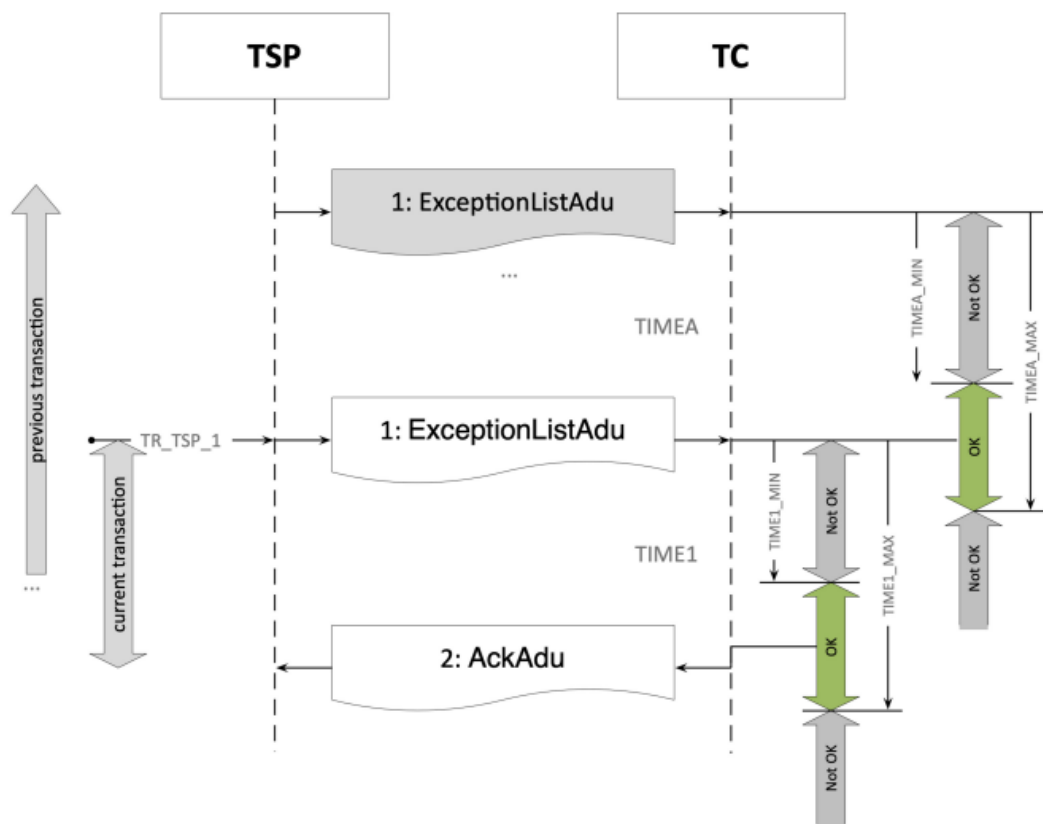 TSP
TC
1: ExceptionListAdu
...
TIMEA
TIMEA_MIN
Not OK
TIMEA_MAX
previous transaction
TR_TSP_1
1: ExceptionListAdu
OK
TIME1_MIN
Not OK
TIME1_MAX
Not OK
current transaction
...
TIME1
OK
2: AckAdu
Not OK